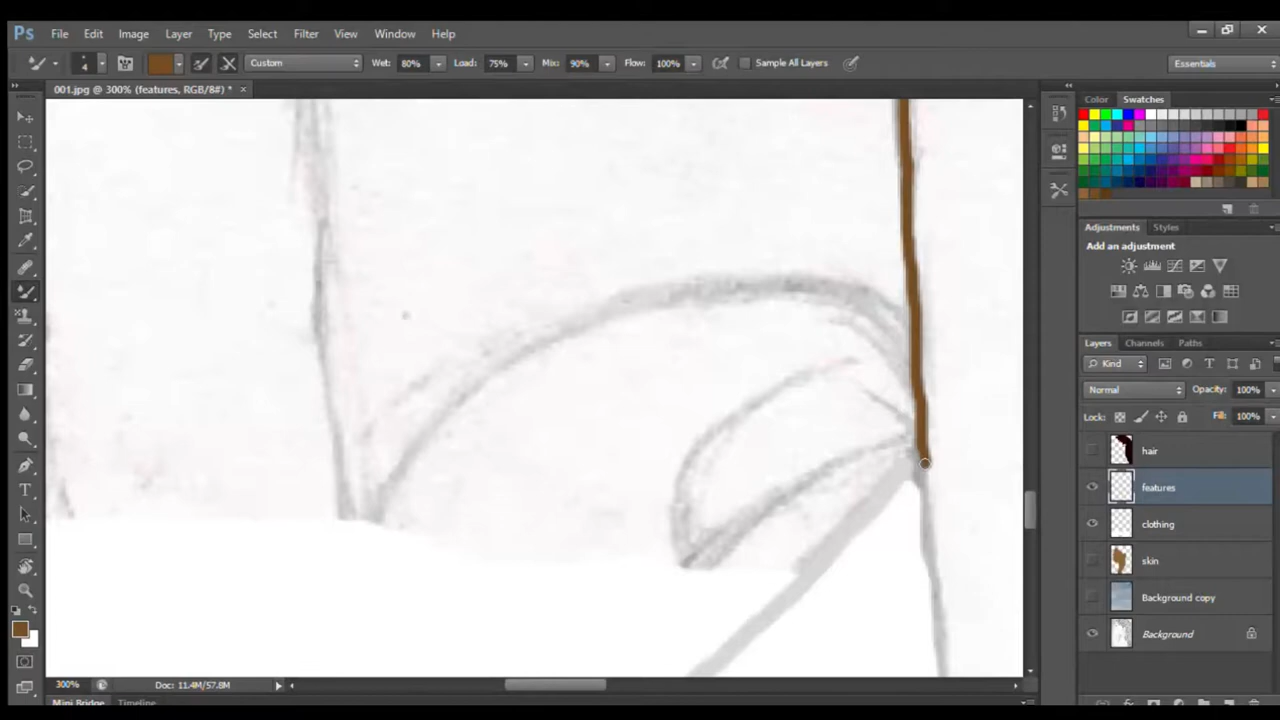 Ps File Edit Image Layer Type Select Filter View Window Help
4 Custom Wet: 80% Load: 75% Mix: 90% Flow: 100% Sample All Layers Essentials
001.jpg @ 300% (features, RGB/8#) * ×
Color Swatches
Adjustments Styles
Add an adjustment
Layers Channels Paths
Kind
Normal Opacity: 100%
Lock: Fill: 100%
hair
features
clothing
skin
Background copy
Background
300% Doc: 11.4M/57.8M
Mini Bridge Timeline